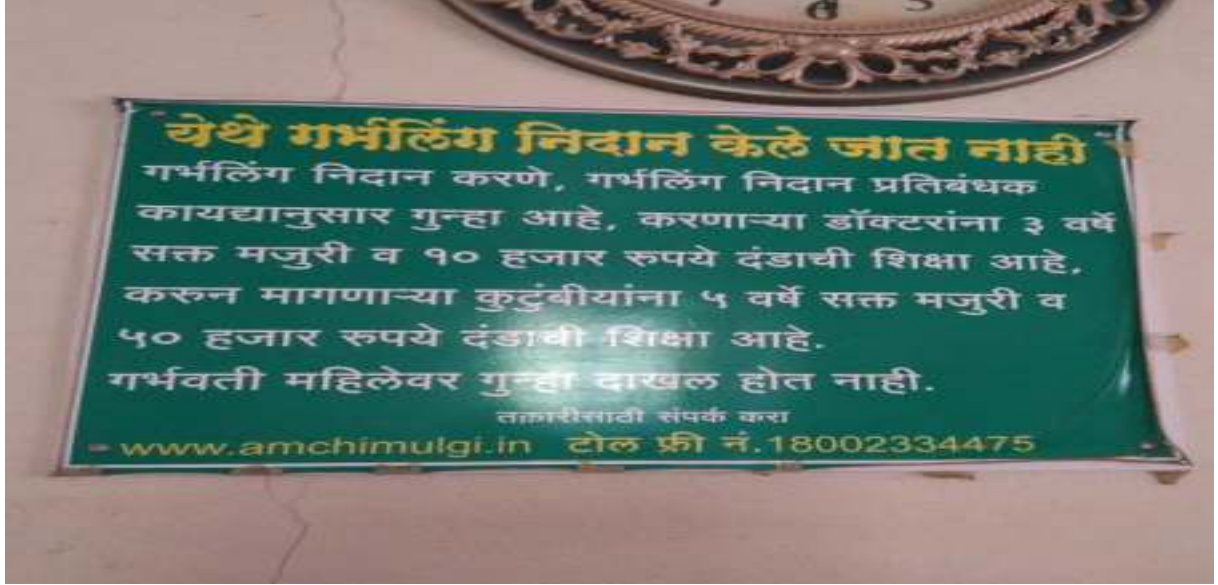 येथे गर्भलिंग निदान केले जात नाही
गर्भलिंग निदान करणे, गर्भलिंग निदान प्रतिबंधक
कायद्यानुसार गुन्हा आहे, करणाऱ्या डॉक्टरांना ३ वर्षे
सक्त मजुरी व १० हजार रुपये दंडाची शिक्षा आहे,
करुन मागणाऱ्या कुटुंबीयांना ५ वर्षे सक्त मजुरी व
५० हजार रुपये दंडाची शिक्षा आहे.
गर्भवती महिलेवर गुन्हा दाखल होत नाही.
तक्रारीसाठी संपर्क करा
www.amchimulgi.in टोल फ्री नं.18002334475